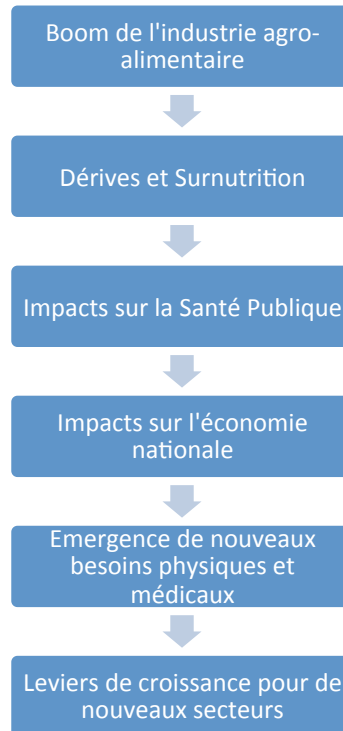 Boom de l'industrie agro-
alimentaire
Dérives et Surnutrition
Impacts sur la Santé Publique
Impacts sur l'économie
nationale
Emergence de nouveaux
besoins physiques et
médicaux
Leviers de croissance pour de
nouveaux secteurs